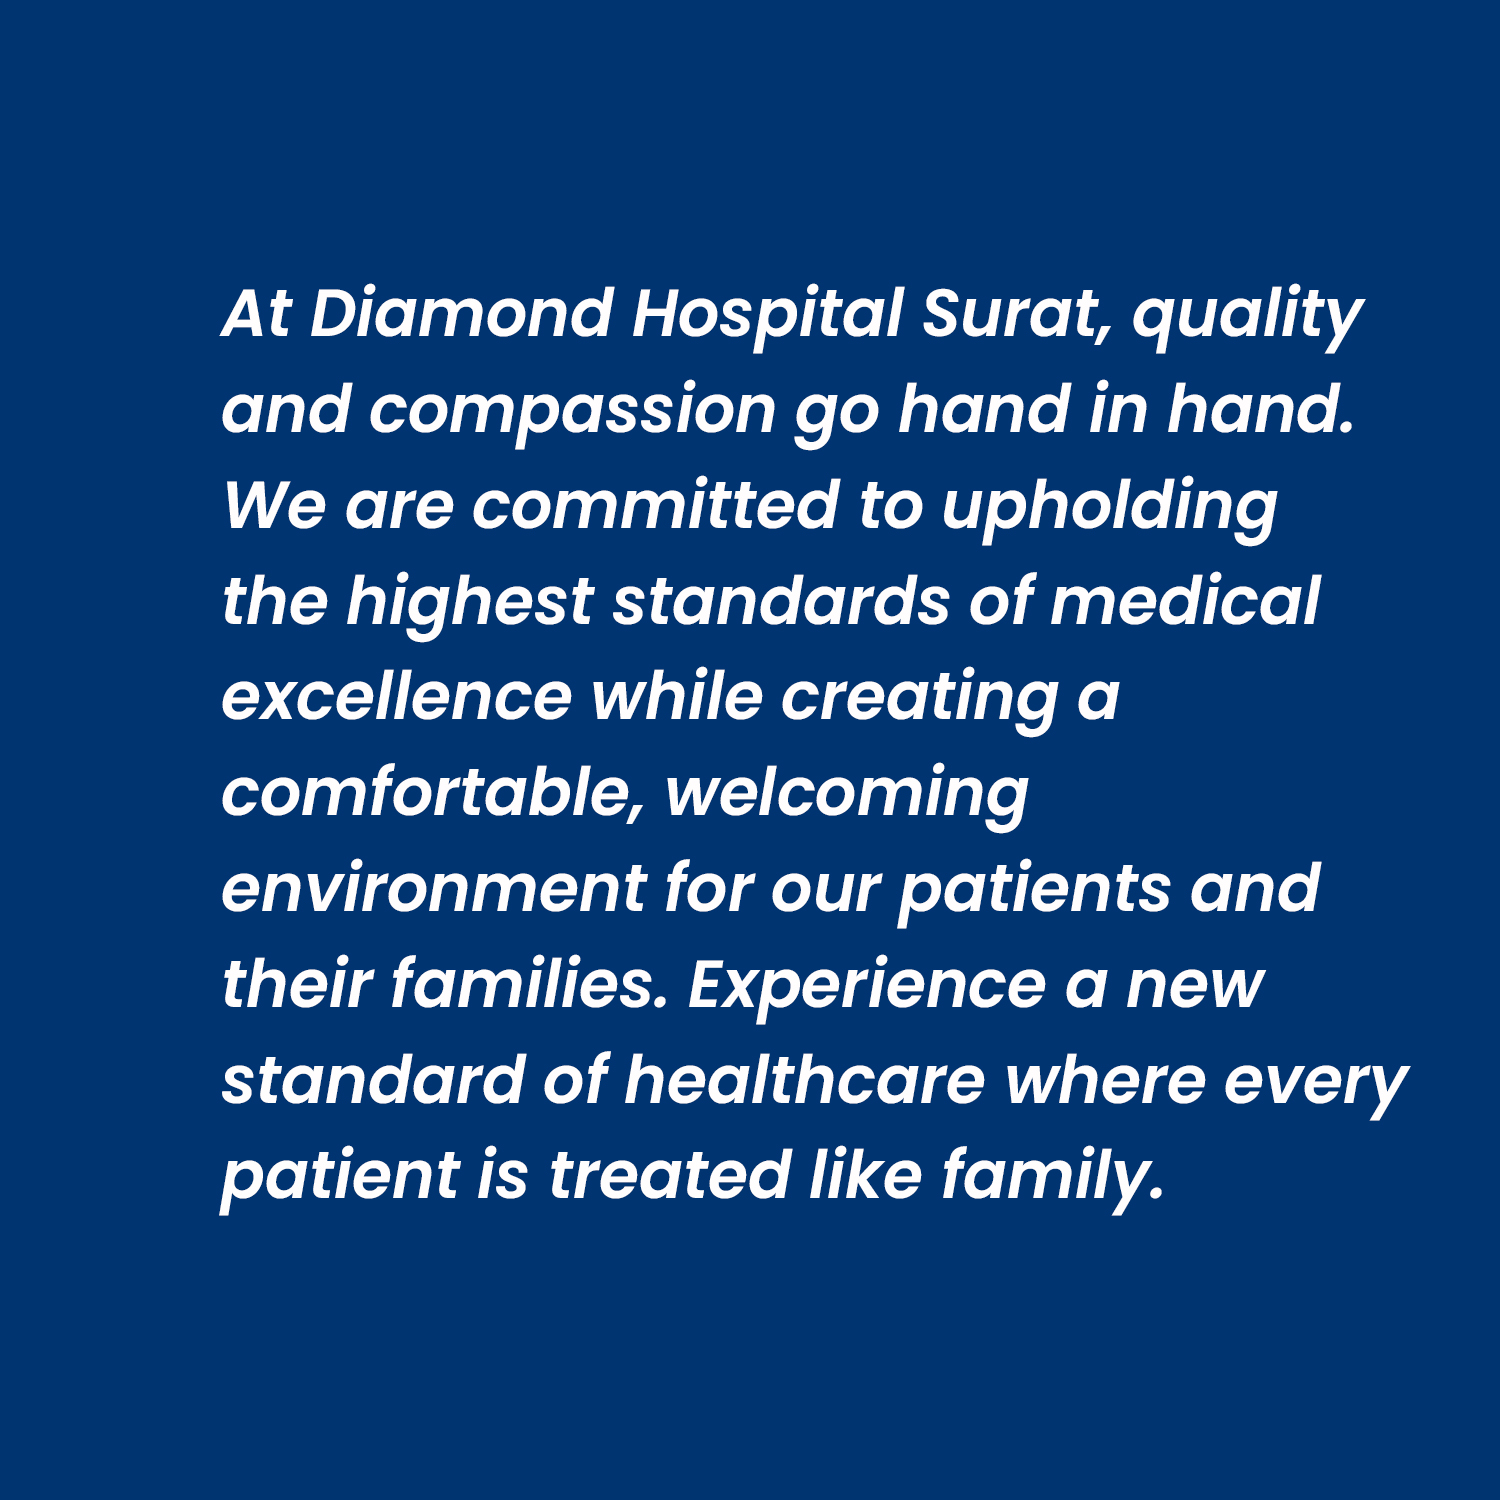 At Diamond Hospital Surat, quality
and compassion go hand in hand.
We are committed to upholding
the highest standards of medical
excellence while creating a
comfortable, welcoming
environment for our patients and
their families. Experience a new
standard of healthcare where every
patient is treated like family.